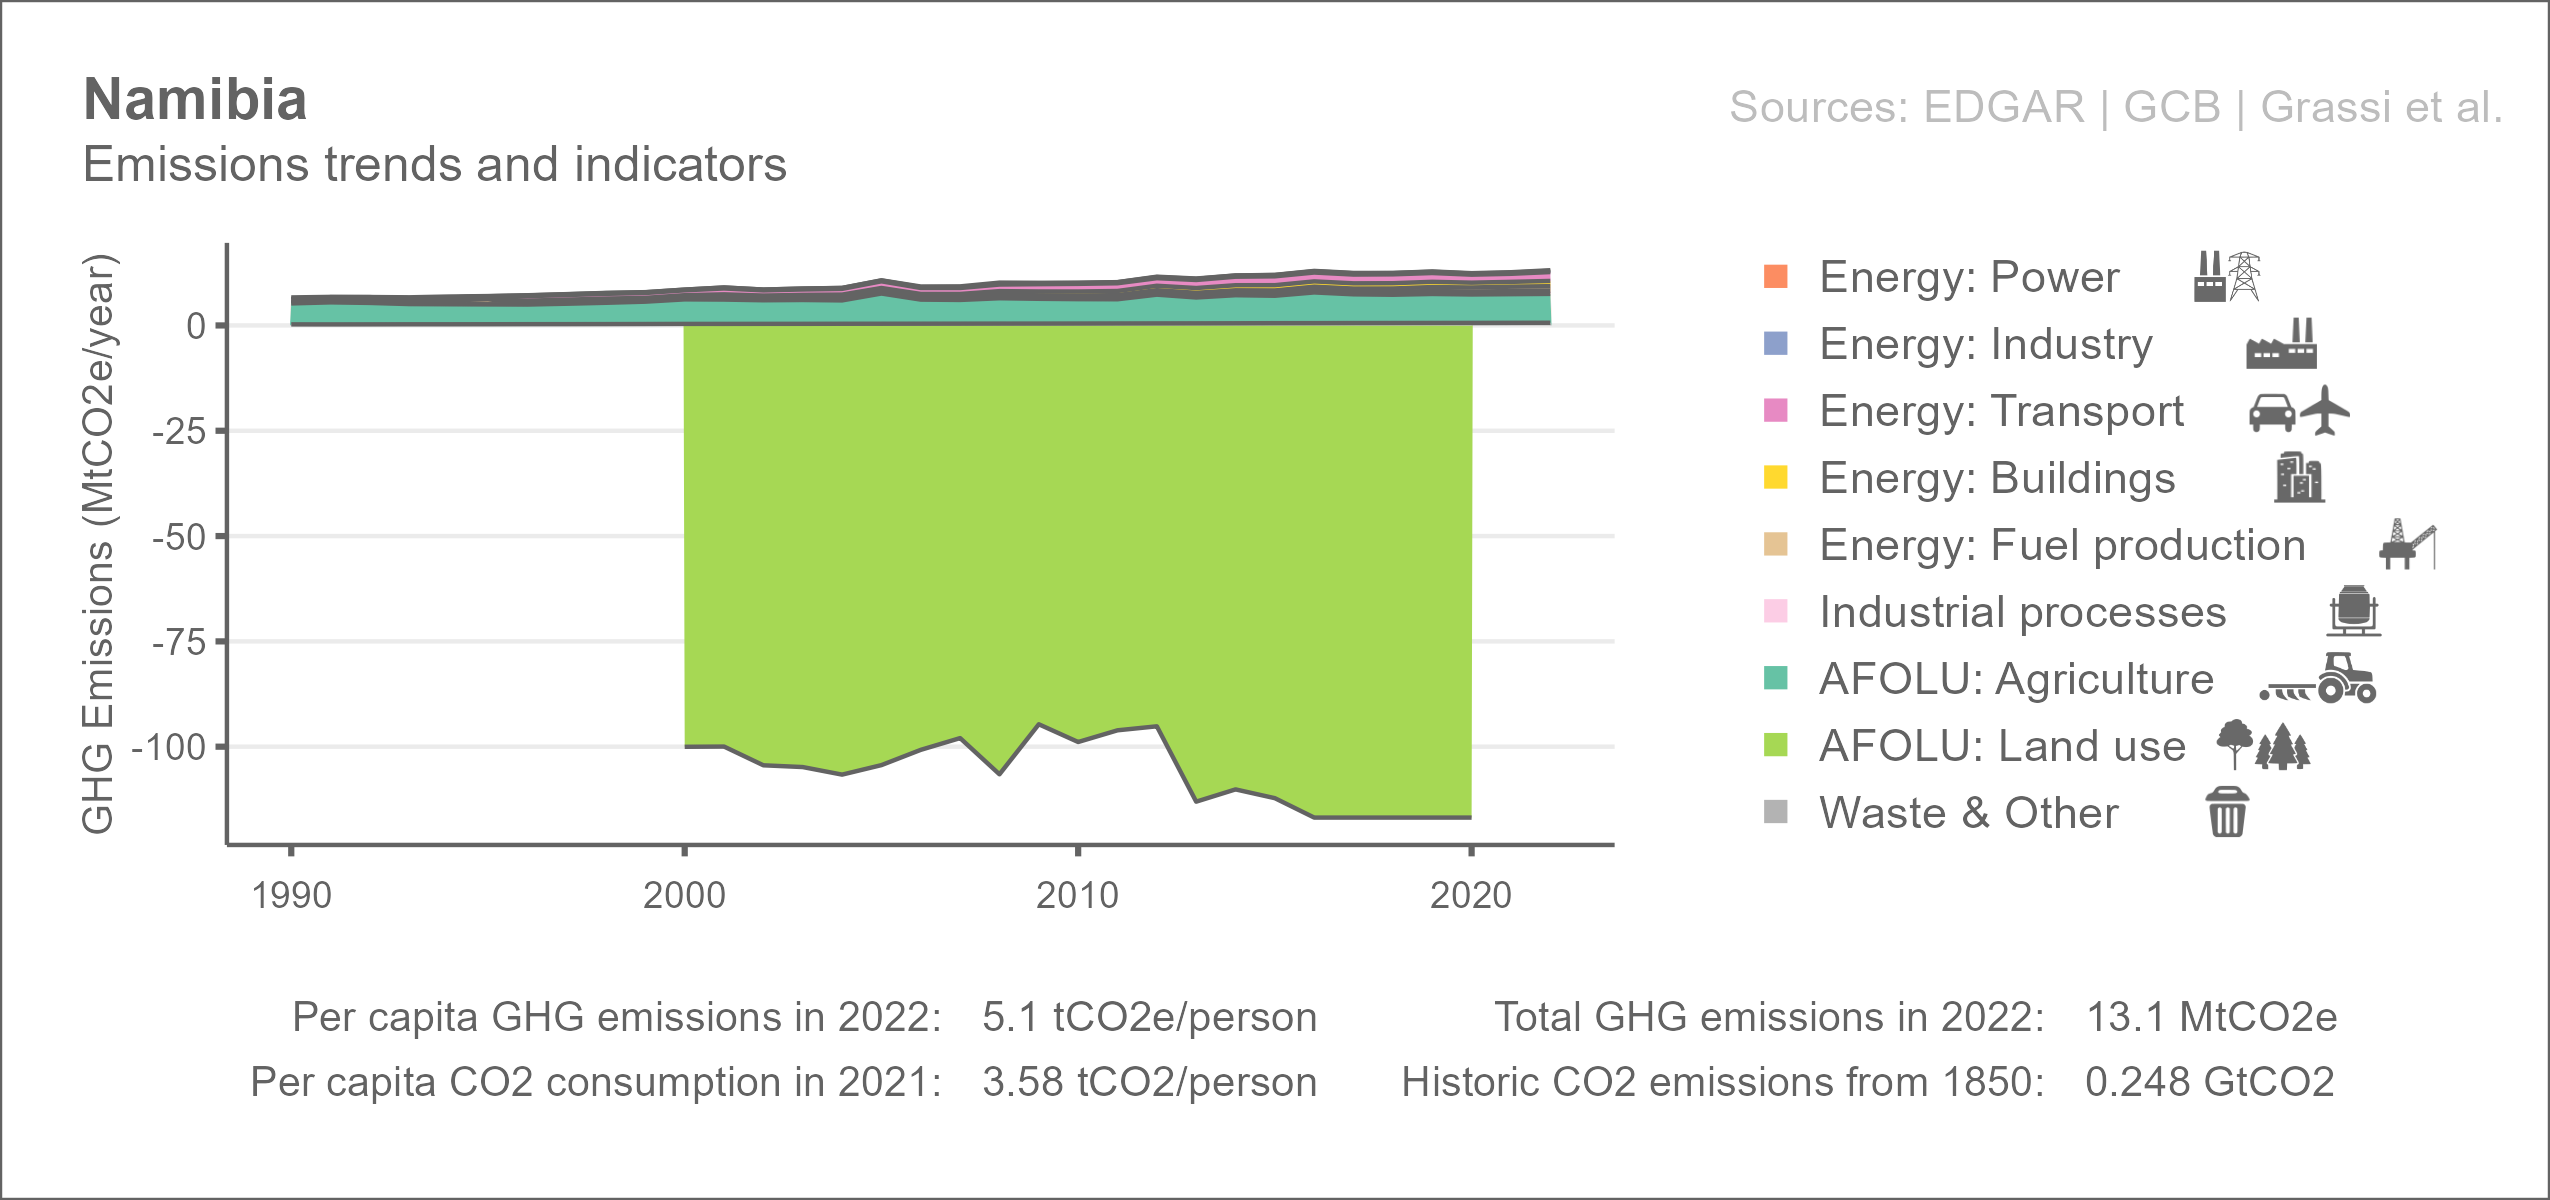 Namibia
Sources: EDGAR | GCB | Grassi et al.
Emissions trends and indicators
GHG Emissions (MtCO2e/year)
0
-25
-50
-75
-100
1990
2000
2010
2020
Energy: Power
Energy: Industry
Energy: Transport
Energy: Buildings
Energy: Fuel production
Industrial processes
AFOLU: Agriculture
AFOLU: Land use
Waste & Other
Per capita GHG emissions in 2022: 5.1 tCO2e/person
Total GHG emissions in 2022: 13.1 MtCO2e
Per capita CO2 consumption in 2021: 3.58 tCO2/person
Historic CO2 emissions from 1850: 0.248 GtCO2